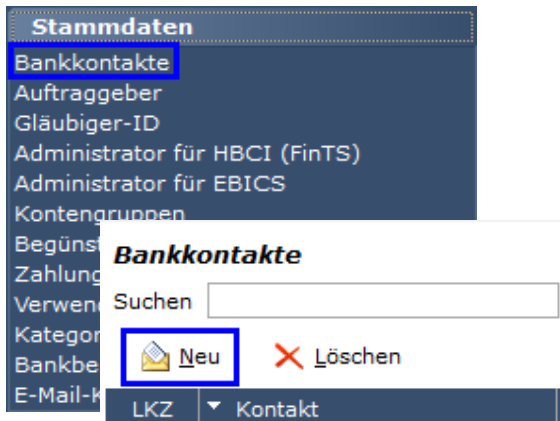 Stammdaten
Bankkontakte
Auftraggeber
Gläubiger-ID
Administrator für HBCI (FinTS)
Administrator für EBICS
Kontengruppen
Bankkontakte
Suchen
Neu Löschen
LKZ Kontakt